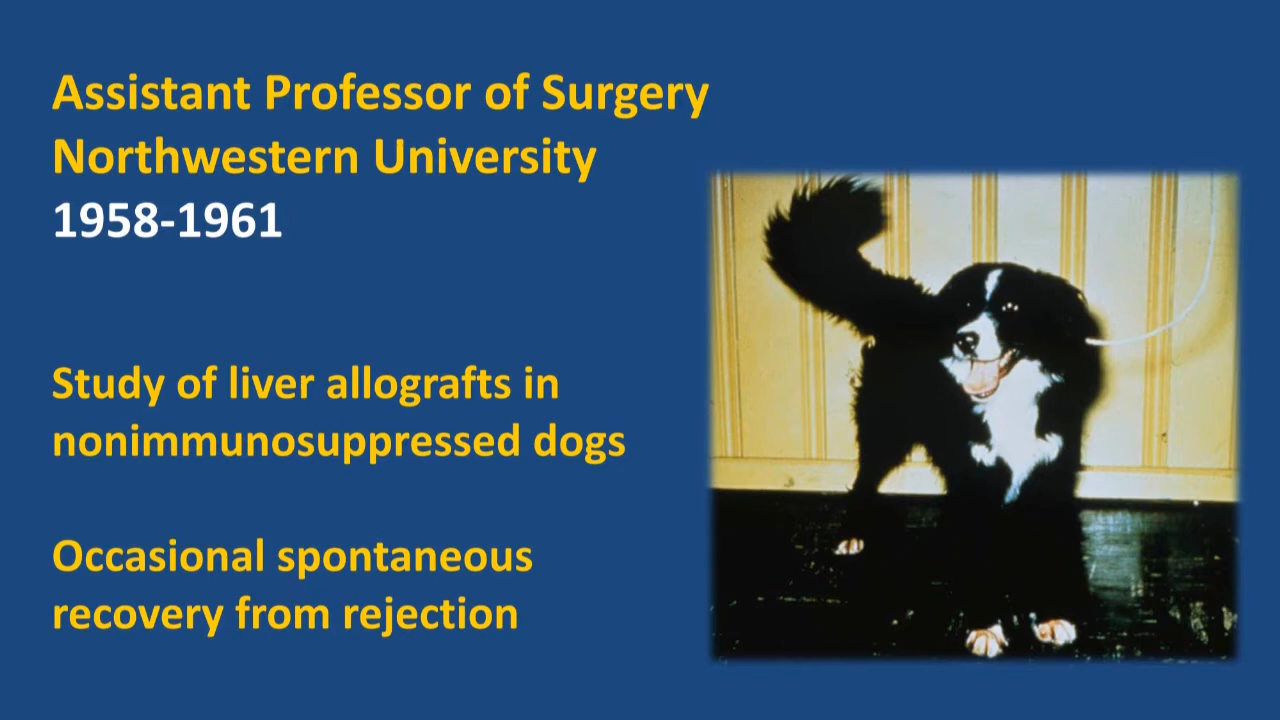 Assistant Professor of Surgery
Northwestern University
1958-1961
Study of liver allografts in
nonimmunosuppressed dogs
Occasional spontaneous
recovery from rejection